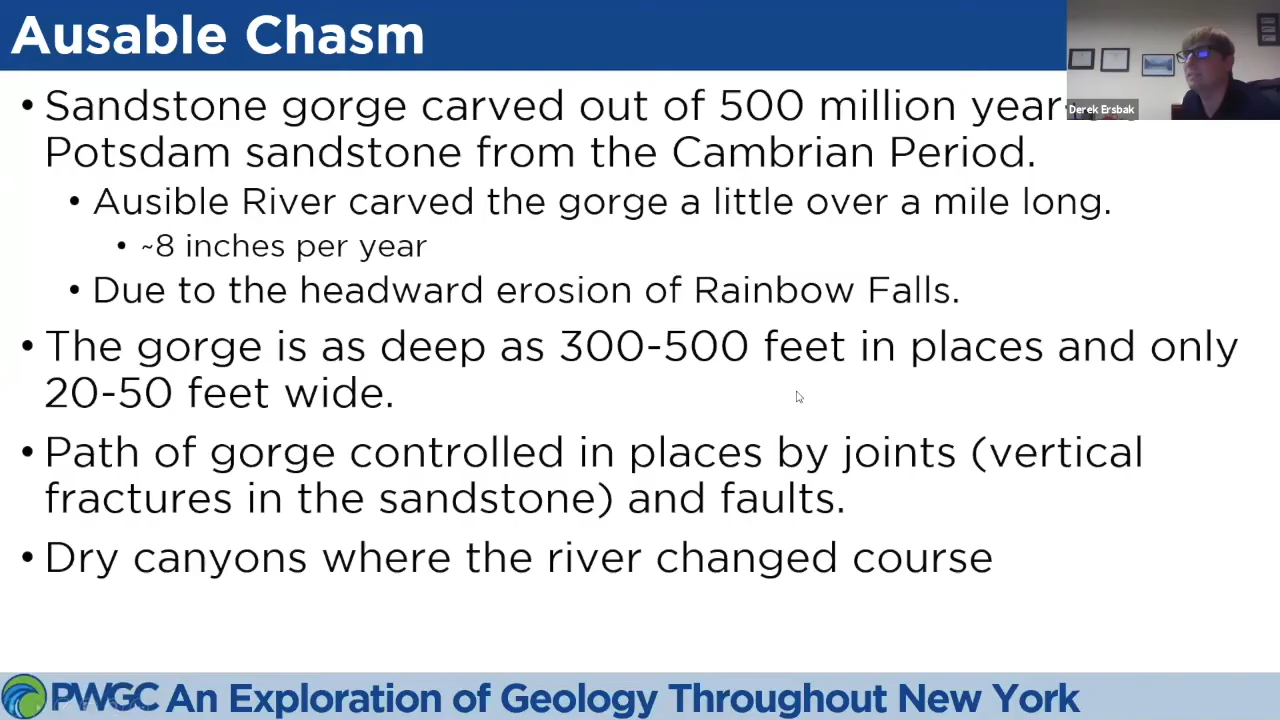 Ausable Chasm
Derek Ersbak
• Sandstone gorge carved out of 500 million year
Potsdam sandstone from the Cambrian Period.
• Ausible River carved the gorge a little over a mile long.
• ~8 inches per year
• Due to the headward erosion of Rainbow Falls.
• The gorge is as deep as 300-500 feet in places and only
20-50 feet wide.
• Path of gorge controlled in places by joints (vertical
fractures in the sandstone) and faults.
• Dry canyons where the river changed course
PWGC An Exploration of Geology Throughout New York